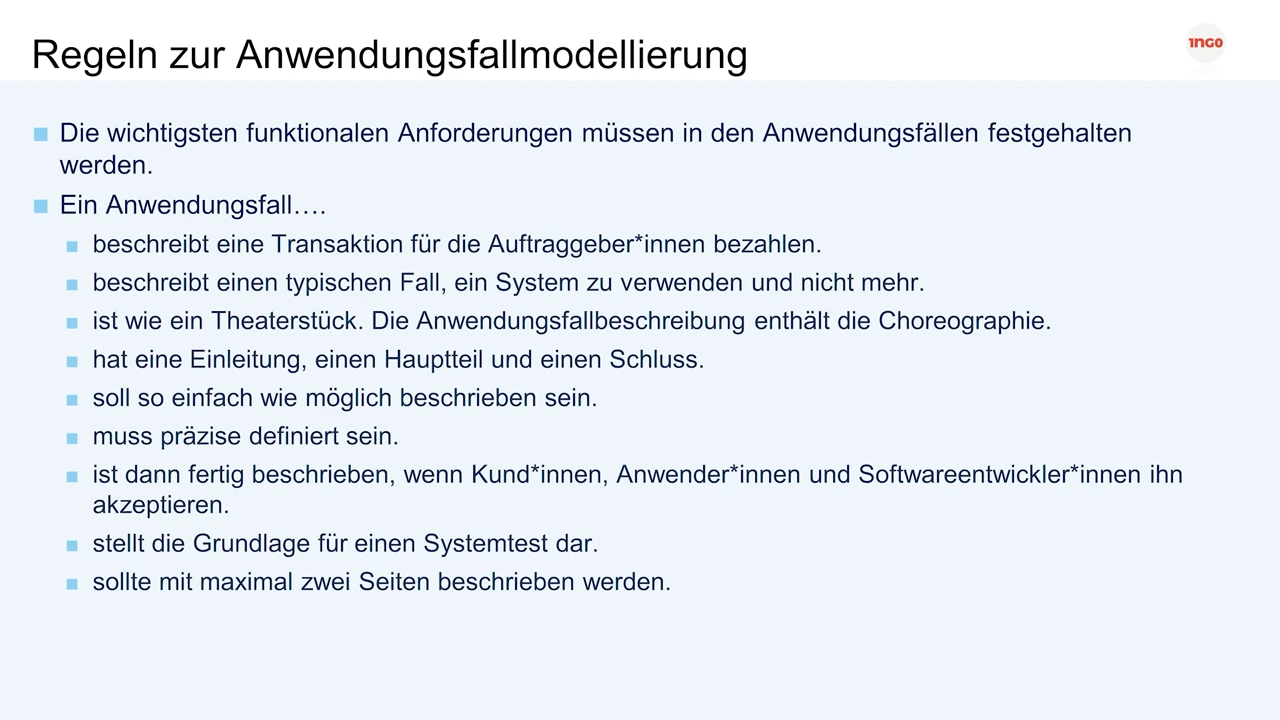 Regeln zur Anwendungsfallmodellierung
1NGO
Die wichtigsten funktionalen Anforderungen müssen in den Anwendungsfällen festgehalten
werden.
Ein Anwendungsfall….
beschreibt eine Transaktion für die Auftraggeber*innen bezahlen.
beschreibt einen typischen Fall, ein System zu verwenden und nicht mehr.
ist wie ein Theaterstück. Die Anwendungsfallbeschreibung enthält die Choreographie.
hat eine Einleitung, einen Hauptteil und einen Schluss.
soll so einfach wie möglich beschrieben sein.
muss präzise definiert sein.
ist dann fertig beschrieben, wenn Kund*innen, Anwender*innen und Softwareentwickler*innen ihn
akzeptieren.
stellt die Grundlage für einen Systemtest dar.
sollte mit maximal zwei Seiten beschrieben werden.